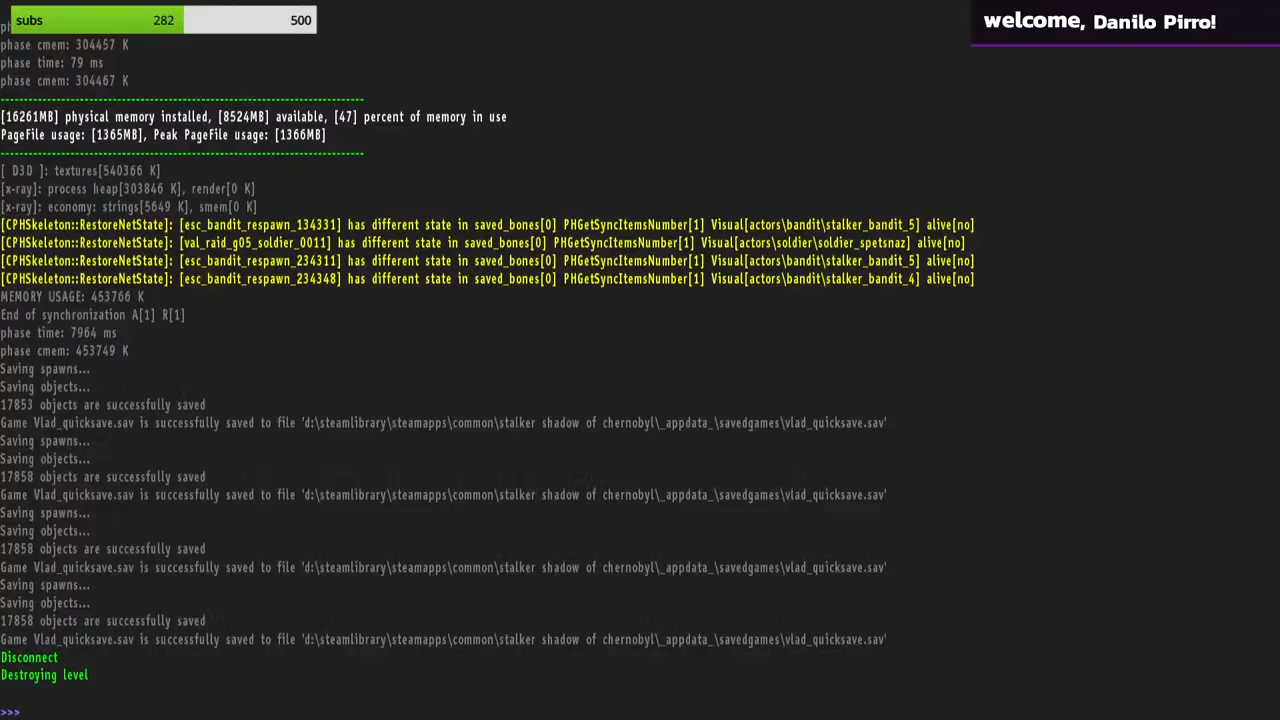 subs 282 500
welcome, Danilo Pirro!
ph
phase cmem: 304457 K
phase time: 79 ms
phase cmem: 304467 K
[16261MB] physical memory installed, [8524MB] available, [47] percent of memory in use
PageFile usage: [1365MB], Peak PageFile usage: [1366MB]
[ D3D ]: textures[540366 K]
[x-ray]: process heap[303846 K], render[0 K]
[x-ray]: economy: strings[5649 K], smem[0 K]
[CPHSkeleton::RestoreNetState]: [esc_bandit_respawn_134331] has different state in saved_bones[0] PHGetSyncItemsNumber[1] Visual[actors\bandit\stalker_bandit_5] alive[no]
[CPHSkeleton::RestoreNetState]: [val_raid_g05_soldier_0011] has different state in saved_bones[0] PHGetSyncItemsNumber[1] Visual[actors\soldier\soldier_spetsnaz] alive[no]
[CPHSkeleton::RestoreNetState]: [esc_bandit_respawn_234311] has different state in saved_bones[0] PHGetSyncItemsNumber[1] Visual[actors\bandit\stalker_bandit_5] alive[no]
[CPHSkeleton::RestoreNetState]: [esc_bandit_respawn_234348] has different state in saved_bones[0] PHGetSyncItemsNumber[1] Visual[actors\bandit\stalker_bandit_4] alive[no]
MEMORY USAGE: 453766 K
End of synchronization A[1] R[1]
phase time: 7964 ms
phase cmem: 453749 K
Saving spawns...
Saving objects...
17853 objects are successfully saved
Game Vlad_quicksave.sav is successfully saved to file 'd:\steamlibrary\steamapps\common\stalker shadow of chernobyl\_appdata_\savedgames\vlad_quicksave.sav'
Saving spawns...
Saving objects...
17858 objects are successfully saved
Game Vlad_quicksave.sav is successfully saved to file 'd:\steamlibrary\steamapps\common\stalker shadow of chernobyl\_appdata_\savedgames\vlad_quicksave.sav'
Saving spawns...
Saving objects...
17858 objects are successfully saved
Game Vlad_quicksave.sav is successfully saved to file 'd:\steamlibrary\steamapps\common\stalker shadow of chernobyl\_appdata_\savedgames\vlad_quicksave.sav'
Saving spawns...
Saving objects...
17858 objects are successfully saved
Game Vlad_quicksave.sav is successfully saved to file 'd:\steamlibrary\steamapps\common\stalker shadow of chernobyl\_appdata_\savedgames\vlad_quicksave.sav'
Disconnect
Destroying level
>>>